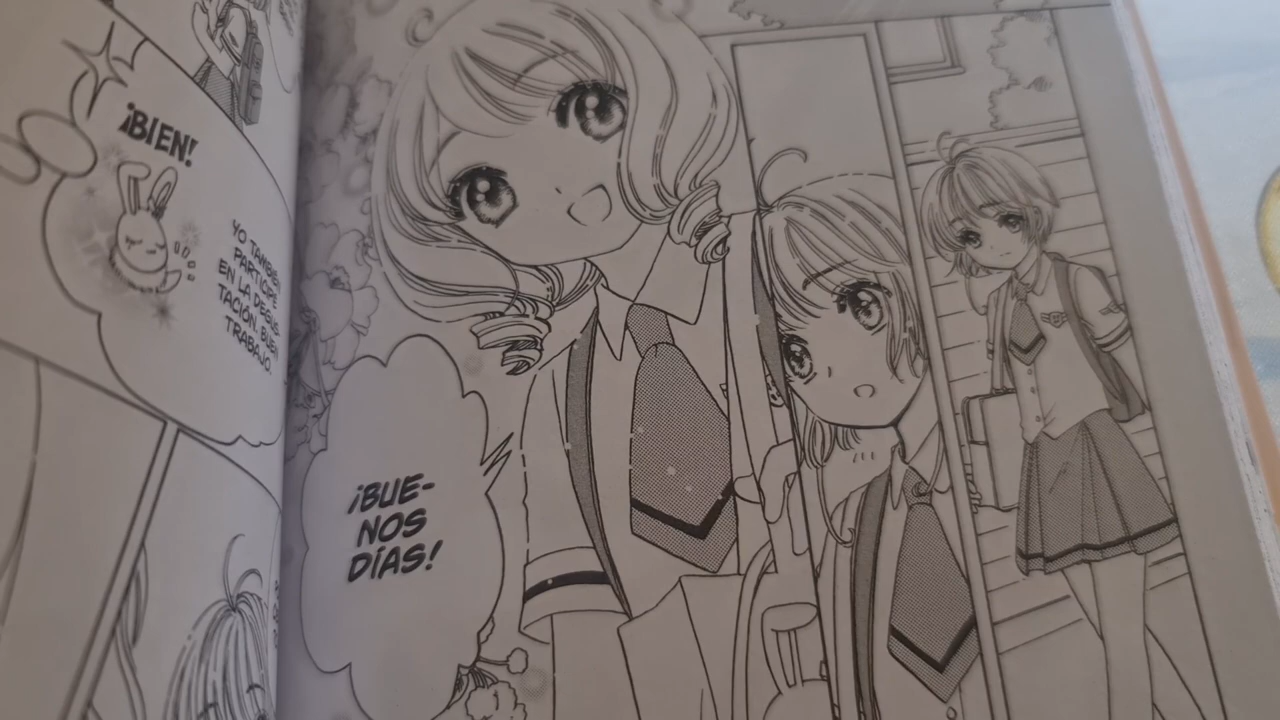 ¡BIEN!
YO TAMBIÉN
PARTICIPÉ
EN LA DEGUS-
TACIÓN. BUEN
TRABAJO.
¡BUE-
NOS
DÍAS!